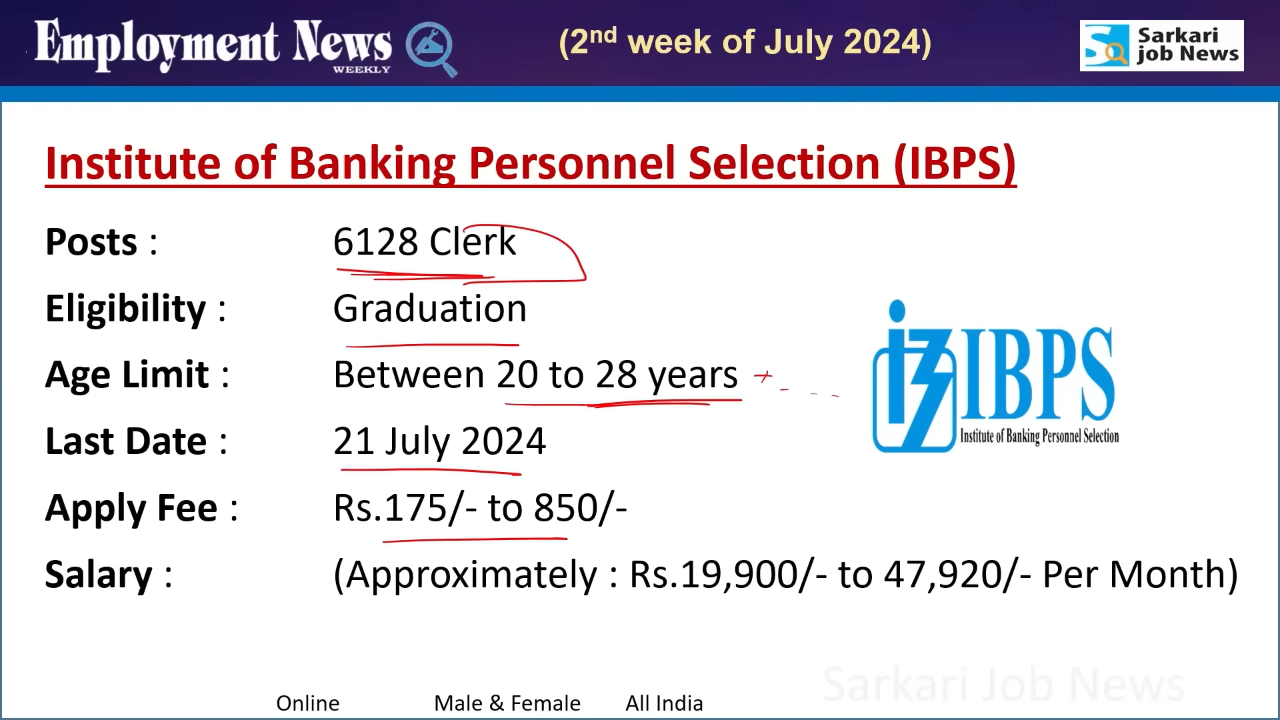 Employment News
WEEKLY
(2nd week of July 2024)
Sarkari
Job News
Institute of Banking Personnel Selection (IBPS)
Posts : 6128 Clerk
Eligibility : Graduation
Age Limit : Between 20 to 28 years +
Last Date : 21 July 2024
Apply Fee : Rs.175/- to 850/-
Salary : (Approximately : Rs.19,900/- to 47,920/- Per Month)
IBPS
Institute of Banking Personnel Selection
Sarkari Job News
Online Male & Female All India